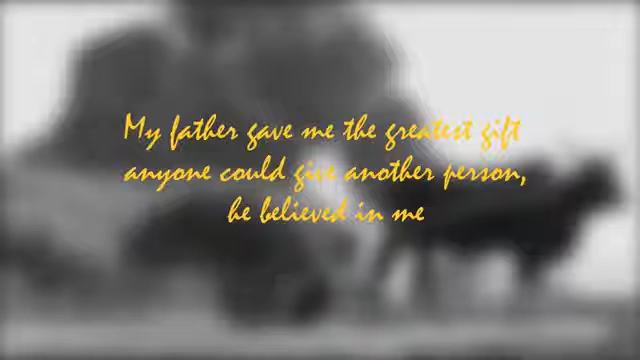 My father gave me the greatest gift
anyone could give another person,
he believed in me